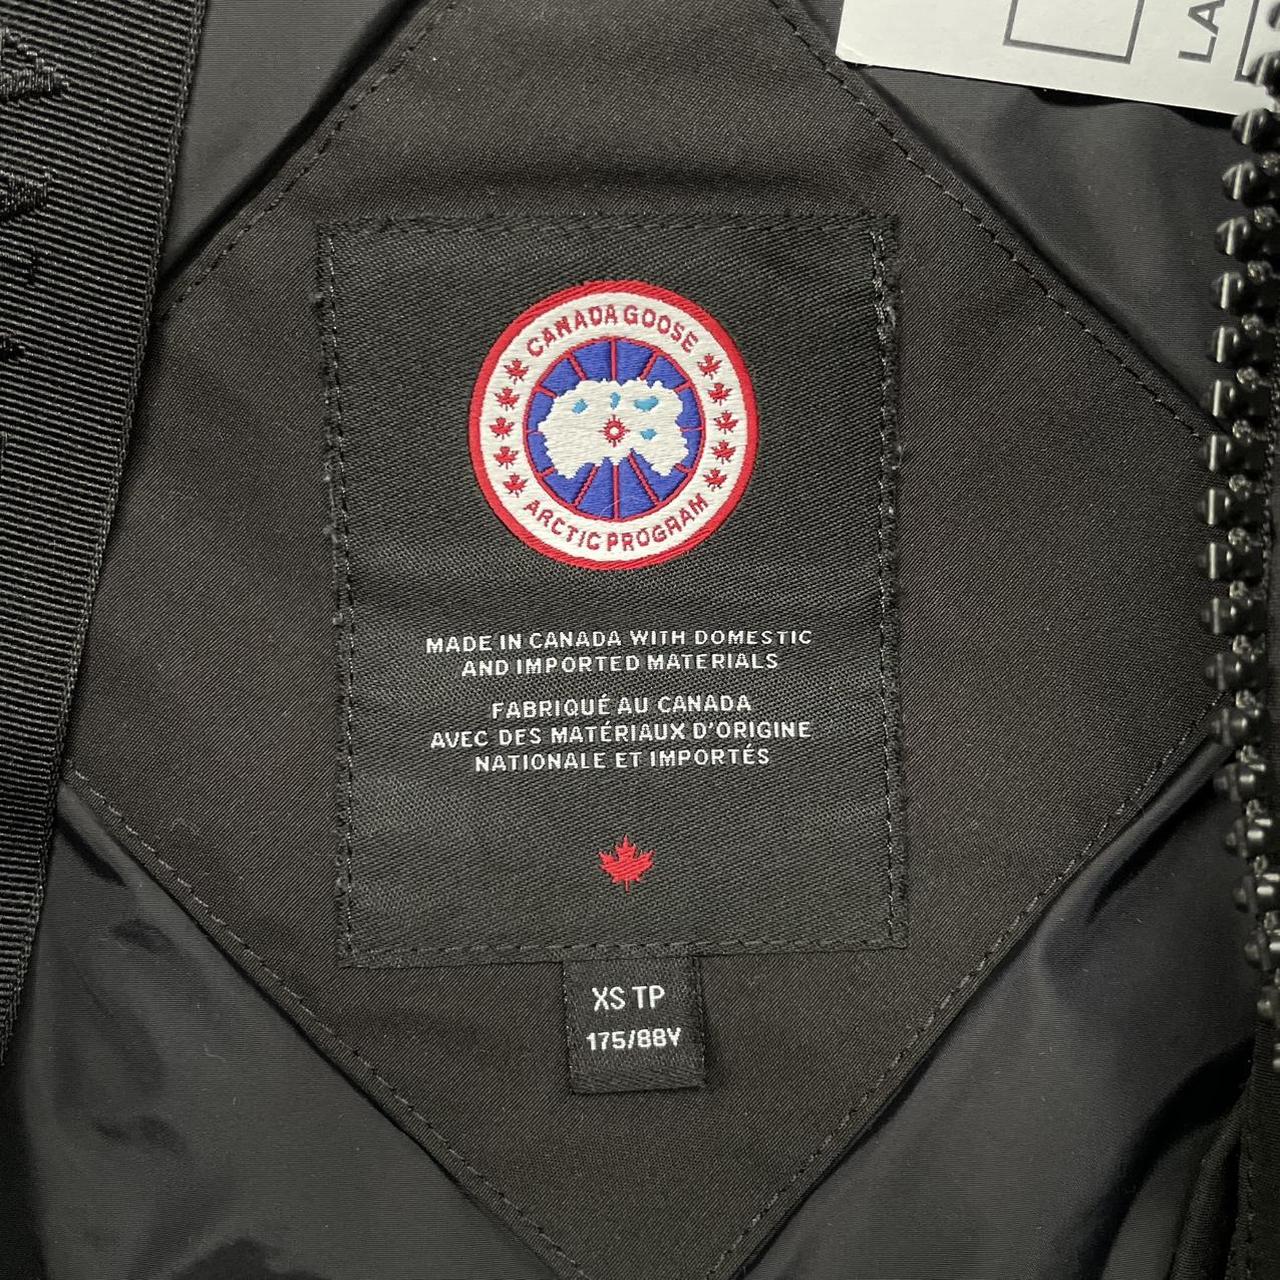 LA
CANADA GOOSE
ARCTIC PROGRAM
MADE IN CANADA WITH DOMESTIC
AND IMPORTED MATERIALS
FABRIQUÉ AU CANADA
AVEC DES MATÉRIAUX D'ORIGINE
NATIONALE ET IMPORTÉS
XS TP
175/88Y